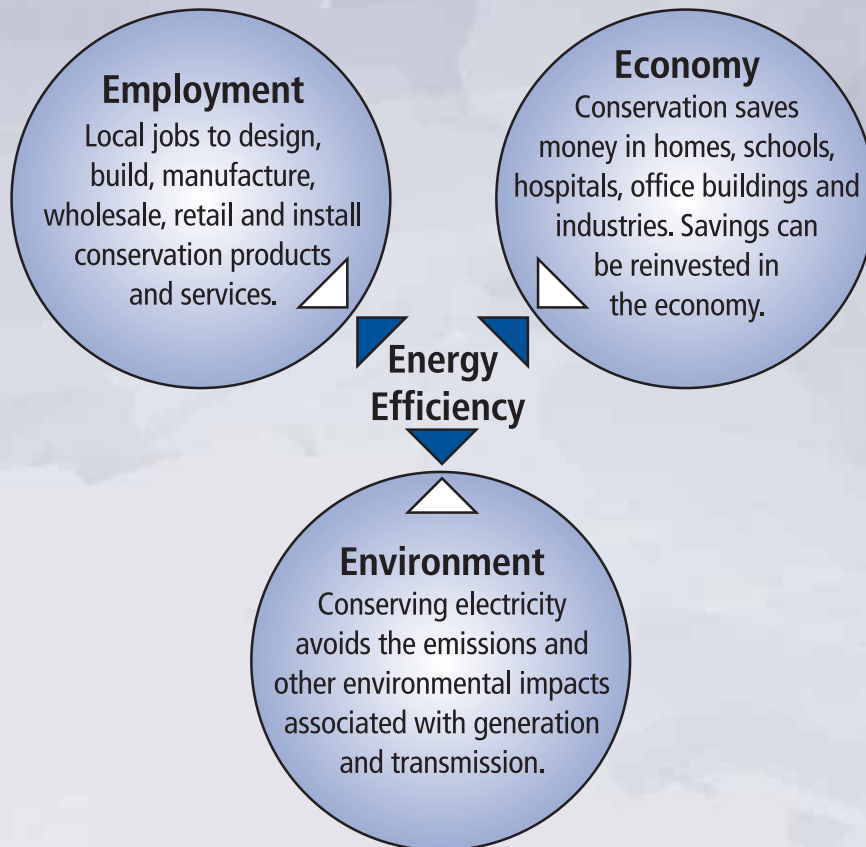 Employment
Local jobs to design,
build, manufacture,
wholesale, retail and install
conservation products
and services.
Economy
Conservation saves
money in homes, schools,
hospitals, office buildings and
industries. Savings can
be reinvested in
the economy.
Energy
Efficiency
Environment
Conserving electricity
avoids the emissions and
other environmental impacts
associated with generation
and transmission.